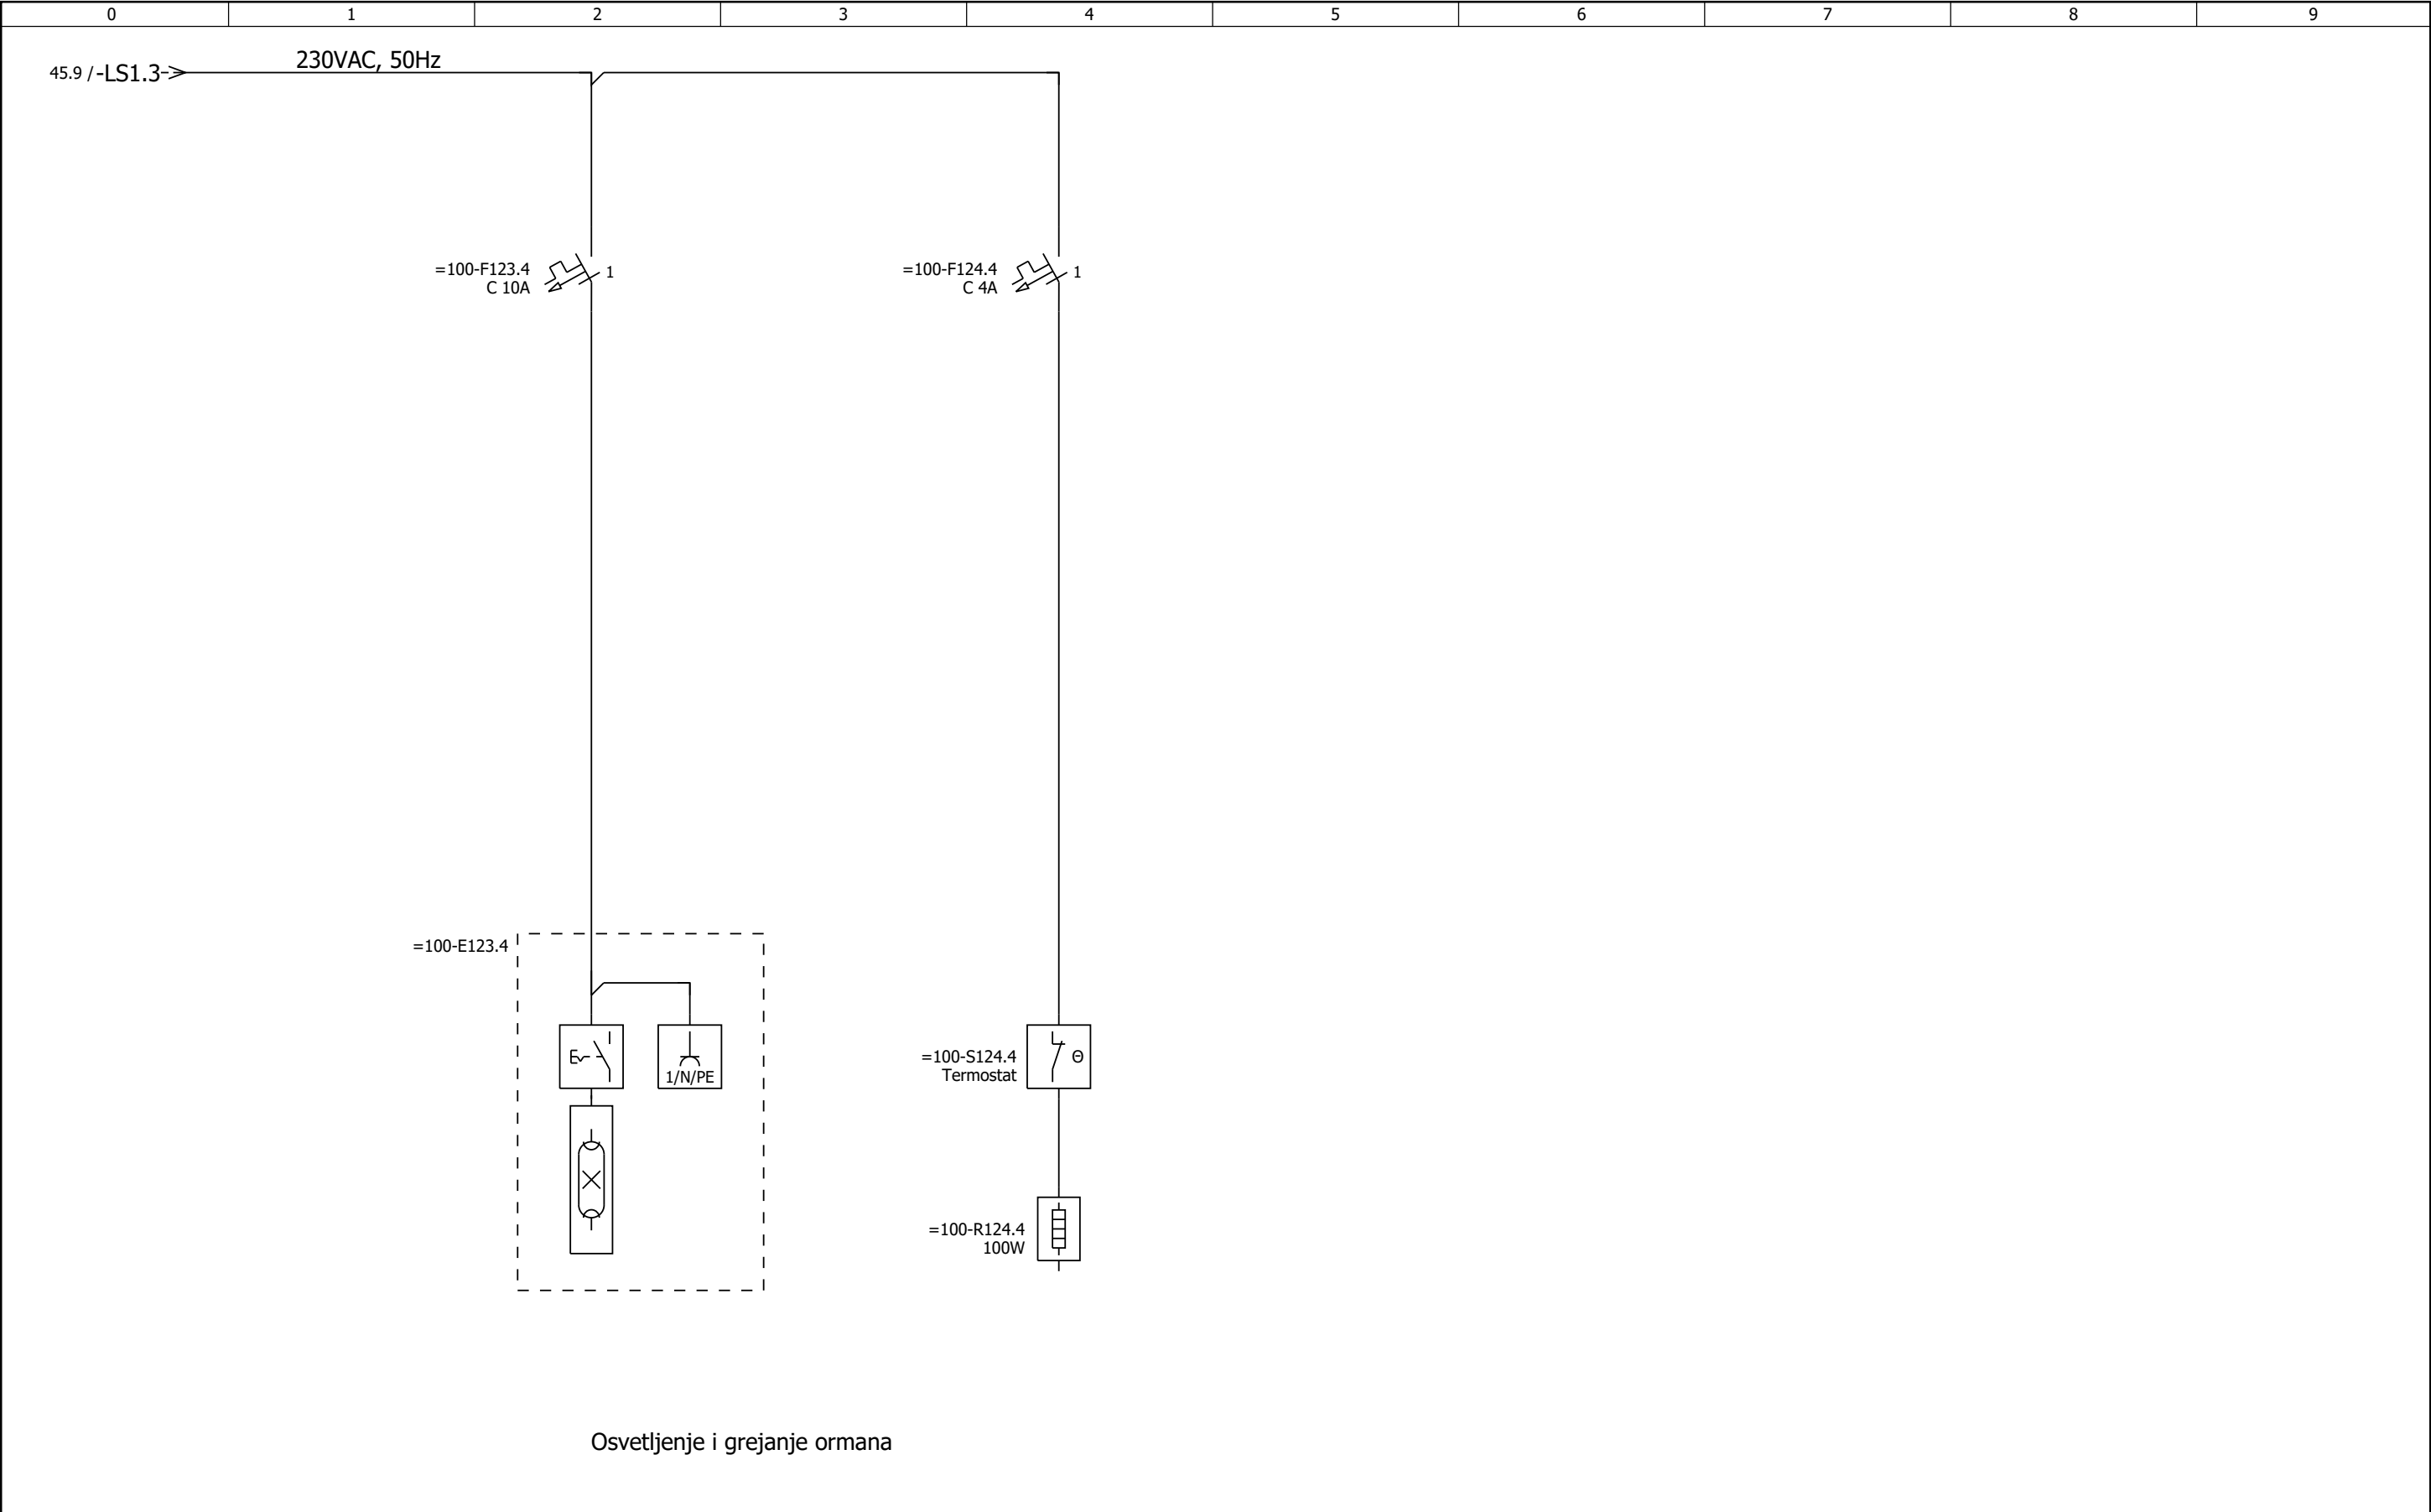 0 1 2 3 4 5 6 7 8 9
230VAC, 50Hz
45.9 /-LS1.3
=100-F123.4
C 10A
1
=100-F124.4
C 4A
1
=100-E123.4
1/N/PE
=100-S124.4
Termostat
Θ
=100-R124.4
100W
Osvetljenje i grejanje ormana